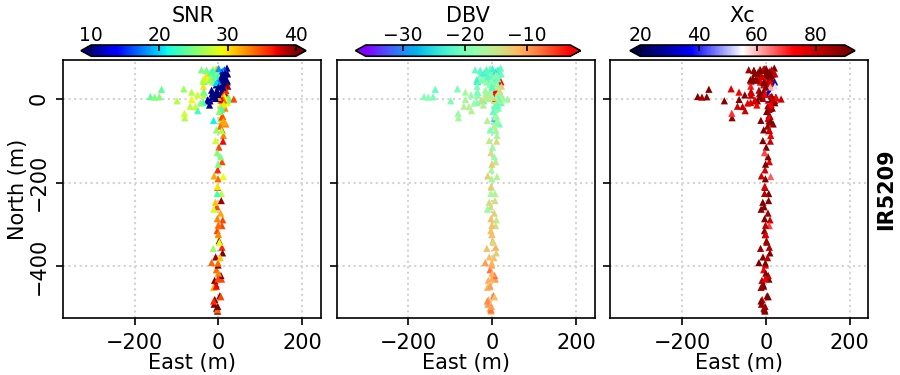 SNR DBV Xc
10 20 30 40 −30 −20 −10 20 40 60 80
North (m)
0
−200
−400
IR5209
−200 0 200 −200 0 200 −200 0 200
East (m) East (m) East (m)